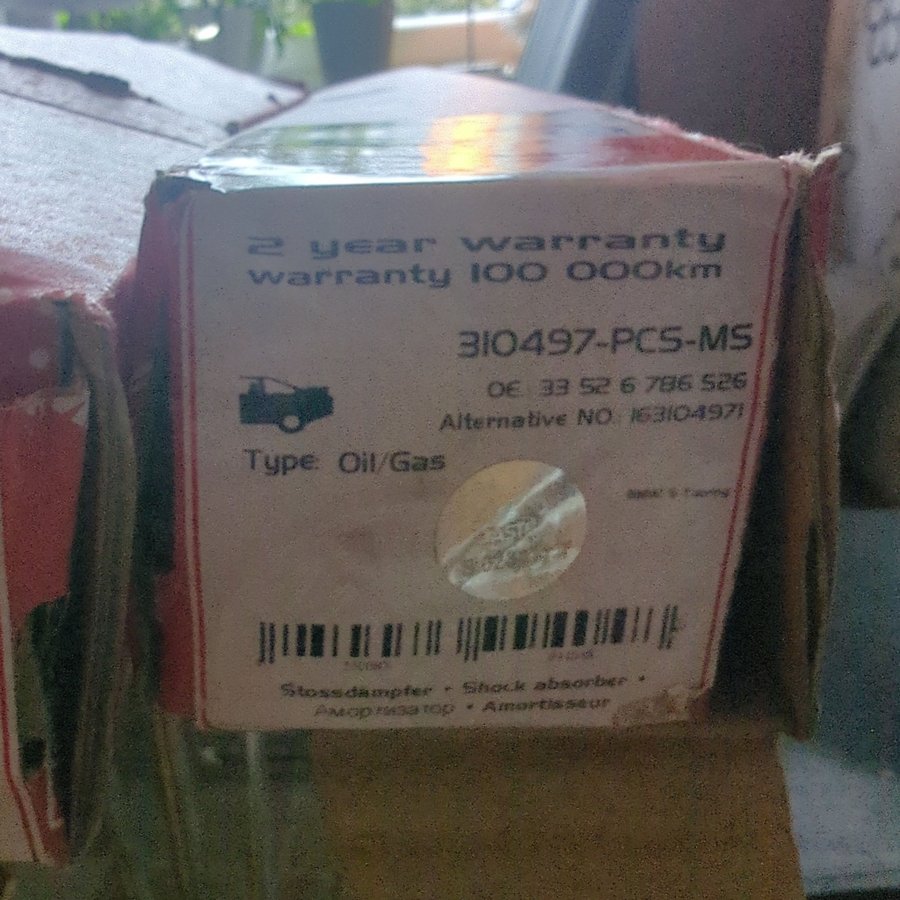 2 year warranty
warranty 100 000km
310497-PCS-MS
OE: 33 52 6 786 526
Alternative NO.: 163104971
Type: Oil/Gas
Touring
Stossdämpfer • Shock absorber •
Амортизатор • Amortisseur